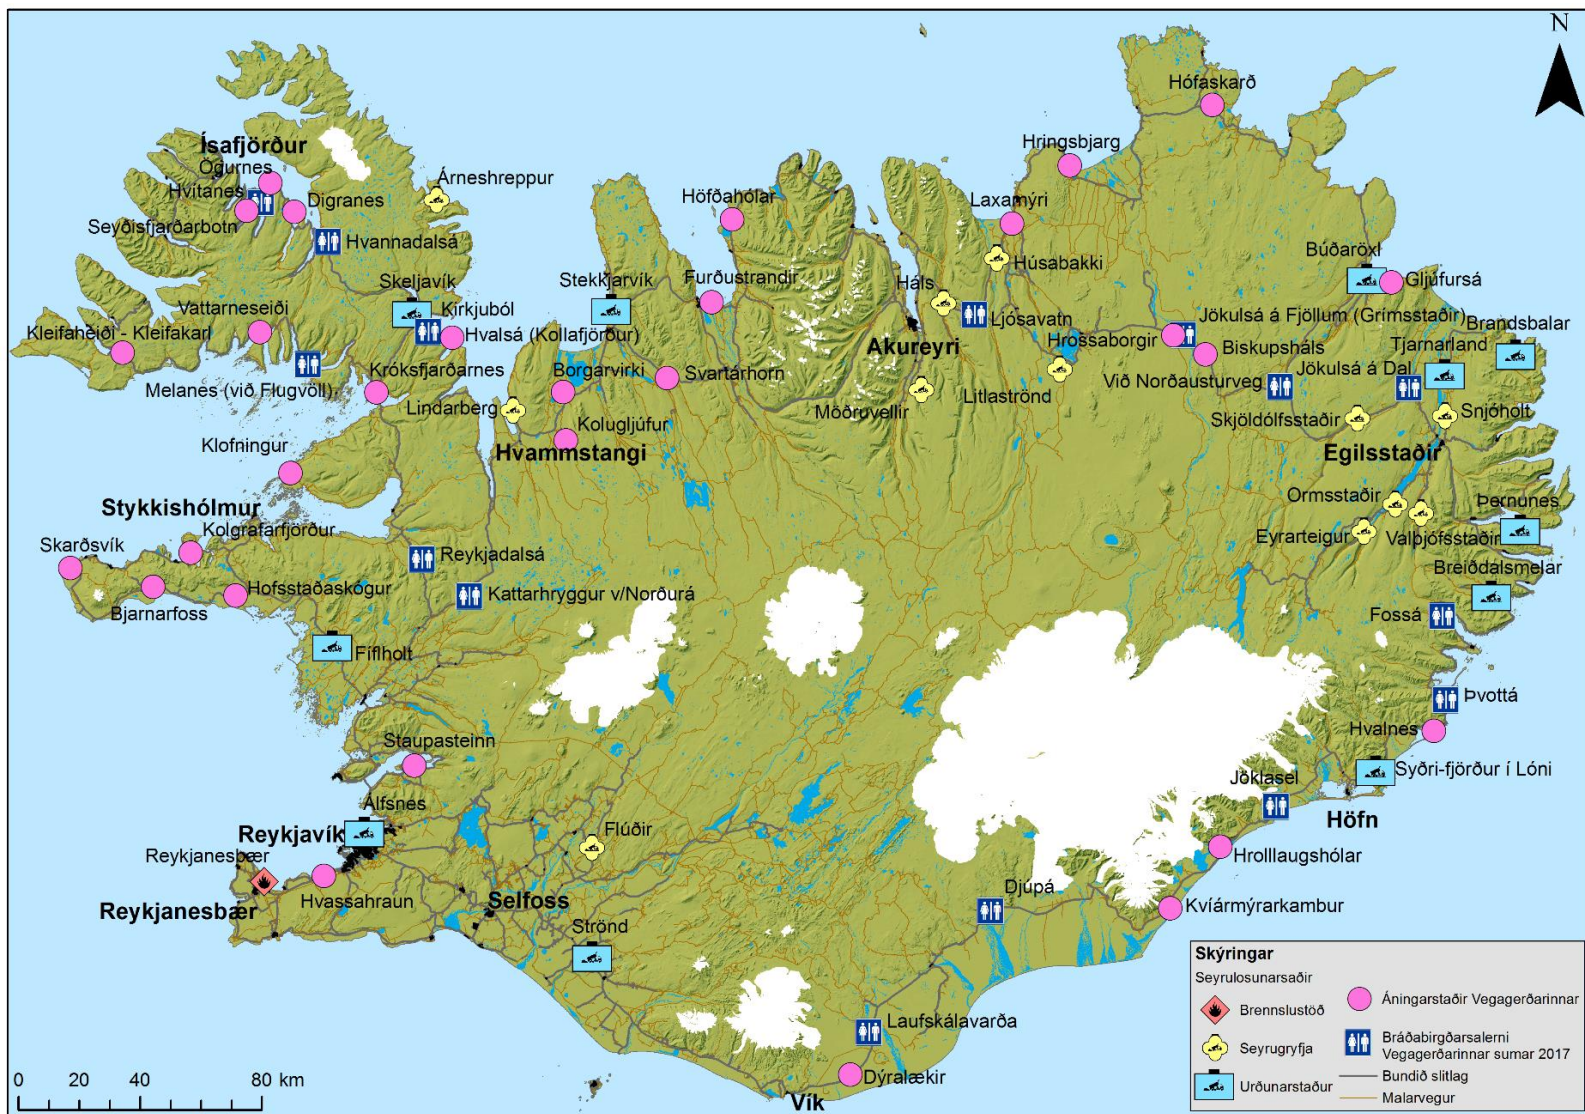 N
Hófaskarð
Ísafjörður
Ögurnes
Hringsbjarg
Hvítanes
Digranes
Árneshreppur
Höfðahólar
Laxamýri
Seyðisfjarðarbotn
Hvannadalsá
Búðaröxl
Húsabakki
Skeljavík
Stekkjarvík
Furðustrandir
Háls
Gljúfursá
Vattarneseiði
Kirkjuból
Ljósavatn
Jökulsá á Fjöllum (Grímsstaðir)
Brandsbalar
Kleifaheiði - Kleifakarl
Hvalsá (Kollafjörður)
Akureyri
Hrossaborgir
Biskupsháls
Tjarnarland
Króksfjarðarnes
Borgarvirki
Svartárhorn
Við Norðausturveg
Jökulsá á Dal
Melanes (við Flugvöll)
Lindarberg
Möðruvellir
Litlaströnd
Skjöldólfsstaðir
Snjóholt
Kolugljúfur
Klofningur
Hvammstangi
Egilsstaðir
Stykkishólmur
Ormsstaðir
Þernunes
Kolgrafarfjörður
Skarðsvík
Reykjadalsá
Eyrarteigur
Valþjófsstaðir
Hofsstaðaskógur
Kattarhryggur v/Norðurá
Breiðdalsmelar
Bjarnarfoss
Fossá
Fíflholt
Þvottá
Hvalnes
Staupasteinn
Syðri-fjörður í Lóni
Jöklasel
Álfsnes
Höfn
Reykjavík
Flúðir
Reykjanesbær
Hrolllaugshólar
Hvassahraun
Djúpá
Reykjanesbær
Selfoss
Kvíármýrarkambur
Strönd
Laufskálavarða
Dýralækir
Vík
0 20 40 80 km
Skýringar
Seyrulosunarsaðir
Brennslustöð
Seyrugryfja
Urðunarstaður
Áningarstaðir Vegagerðarinnar
Bráðabirgðarsalerni
Vegagerðarinnar sumar 2017
Bundið slitlag
Malarvegur